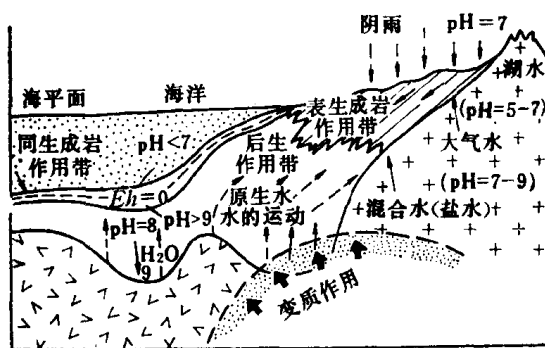 阴雨
pH=7
湖水
海平面
海洋
表生成岩
作用带
(pH=5-7)
大气水
同生成岩
作用带
pH<7
后生
作用带
(pH=7-9)
Eh=0
原生水
水的运动
混合水(盐水)
pH=8
pH>9
H₂O
9
变质作用